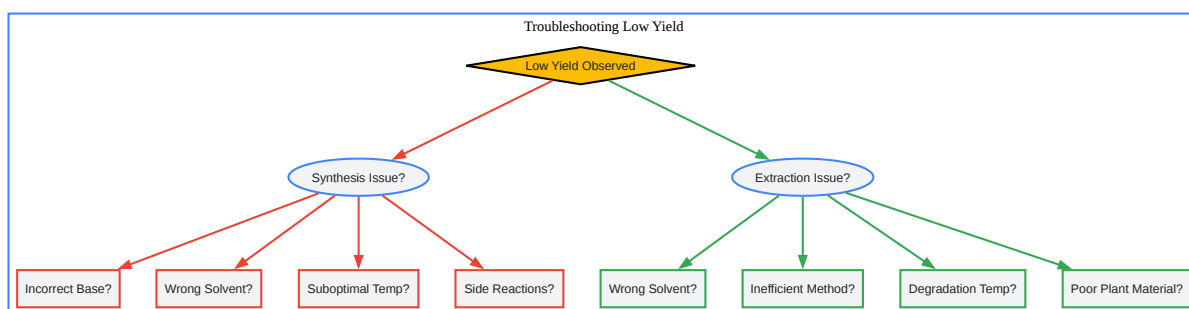 Troubleshooting Low Yield
Low Yield Observed
Synthesis Issue?
Extraction Issue?
Incorrect Base?
Wrong Solvent?
Suboptimal Temp?
Side Reactions?
Wrong Solvent?
Inefficient Method?
Degradation Temp?
Poor Plant Material?